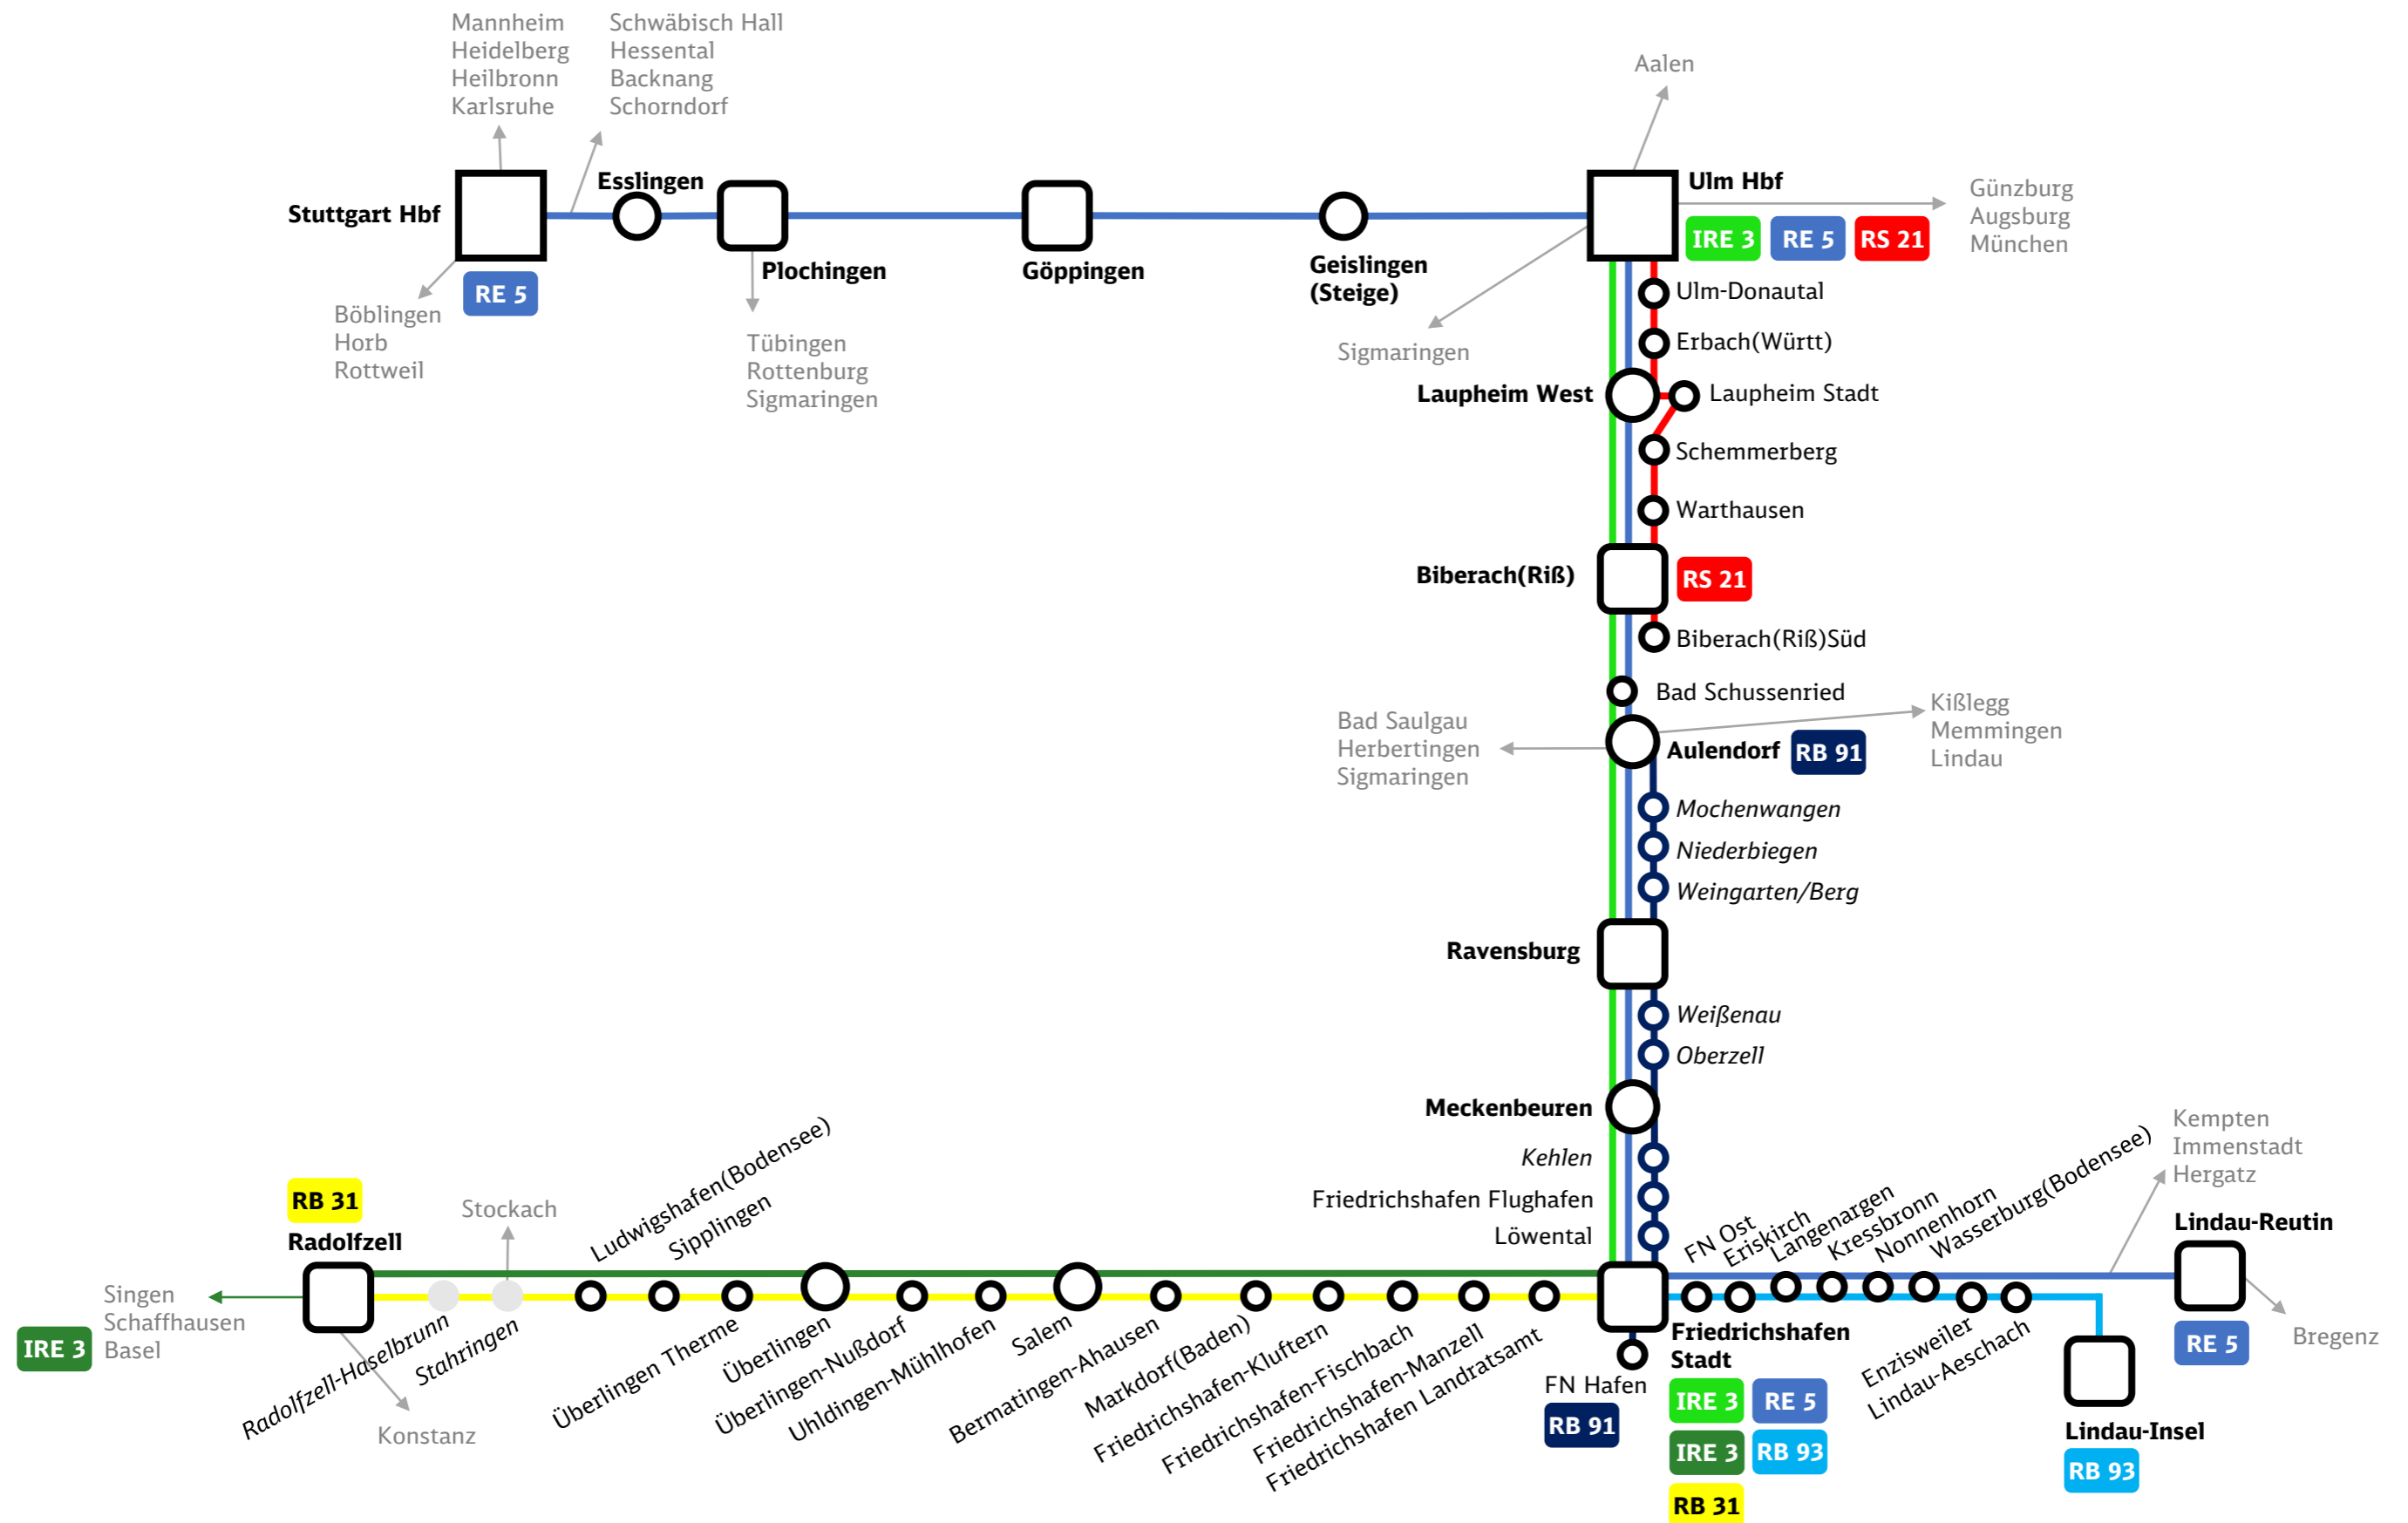 Mannheim
Heidelberg
Heilbronn
Karlsruhe
Schwäbisch Hall
Hessental
Backnang
Schorndorf
Aalen
Stuttgart Hbf
RE 5
Esslingen
Plochingen
Göppingen
Geislingen
(Steige)
Ulm Hbf
IRE 3
RE 5
RS 21
Günzburg
Augsburg
München
Böblingen
Horb
Rottweil
Tübingen
Rottenburg
Sigmaringen
Sigmaringen
Ulm-Donautal
Erbach(Württ)
Laupheim West
Laupheim Stadt
Schemmerberg
Warthausen
Biberach(Riß)
RS 21
Biberach(Riß)Süd
Bad Schussenried
Bad Saulgau
Herbertingen
Sigmaringen
Aulendorf
RB 91
Kißlegg
Memmingen
Lindau
Mochenwangen
Niederbiegen
Weingarten/Berg
Ravensburg
Weißenau
Oberzell
Meckenbeuren
Kehlen
Friedrichshafen Flughafen
Löwental
RB 31
Radolfzell
Singen
Schaffhausen
Basel
IRE 3
Konstanz
Stockach
Radolfzell-Haselbrunn
Stahringen
Ludwigshafen(Bodensee)
Sipplingen
Überlingen Therme
Überlingen
Überlingen-Nußdorf
Uhldingen-Mühlhofen
Salem
Bermatingen-Ahausen
Markdorf(Baden)
Friedrichshafen-Kluftern
Friedrichshafen-Fischbach
Friedrichshafen-Manzell
Friedrichshafen Landratsamt
FN Hafen
RB 91
Friedrichshafen
Stadt
IRE 3
RE 5
IRE 3
RB 93
RB 31
FN Ost
Eriskirch
Langenargen
Kressbronn
Nonnenhorn
Wasserburg(Bodensee)
Enzisweiler
Lindau-Aeschach
Kempten
Immenstadt
Hergatz
Lindau-Reutin
RE 5
Bregenz
Lindau-Insel
RB 93